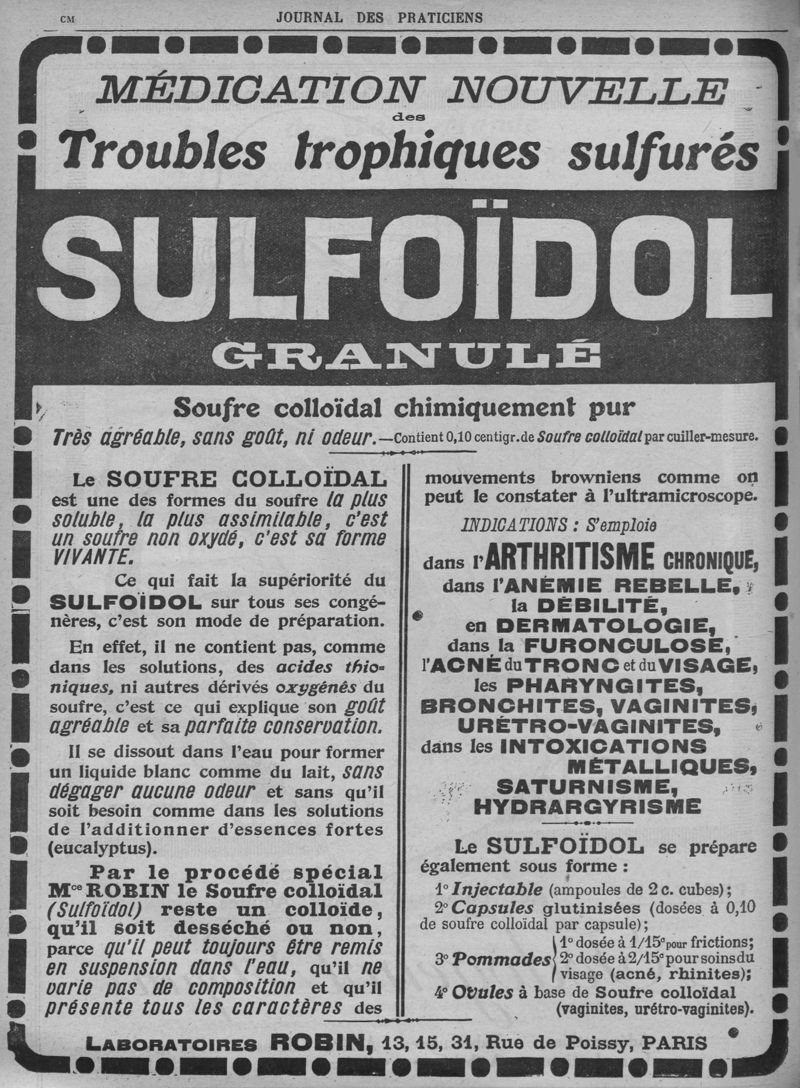 CM
JOURNAL DES PRATICIENS
MÉDICATION NOUVELLE
des
Troubles trophiques sulfurés
SULFOÏDOL
GRANULÉ
Soufre colloïdal chimiquement pur
Très agréable, sans goût, ni odeur.—Contient 0,10 centigr. de Soufre colloïdal par cuiller-mesure.
Le SOUFRE COLLOÏDAL
est une des formes du soufre la plus
soluble, la plus assimilable, c'est
un soufre non oxydé, c'est sa forme
VIVANTE.
Ce qui fait la supériorité du
SULFOÏDOL sur tous ses congé-
nères, c'est son mode de préparation.
En effet, il ne contient pas, comme
dans les solutions, des acides thio-
niques, ni autres dérivés oxygénés du
soufre, c'est ce qui explique son goût
agréable et sa parfaite conservation.
Il se dissout dans l'eau pour former
un liquide blanc comme du lait, sans
dégager aucune odeur et sans qu'il
soit besoin comme dans les solutions
de l'additionner d'essences fortes
(eucalyptus).
Par le procédé spécial
Mce ROBIN le Soufre colloïdal
(Sulfoïdol) reste un colloïde,
qu'il soit desséché ou non,
parce qu'il peut toujours être remis
en suspension dans l'eau, qu'il ne
varie pas de composition et qu'il
présente tous les caractères des
mouvements browniens comme on
peut le constater à l'ultramicroscope.
INDICATIONS : S'emploie
dans l'ARTHRITISME CHRONIQUE,
dans l'ANÉMIE REBELLE,
la DÉBILITÉ,
en DERMATOLOGIE,
dans la FURONCULOSE,
l'ACNÉ du TRONC et du VISAGE,
les PHARYNGITES,
BRONCHITES, VAGINITES,
URÉTRO-VAGINITES,
dans les INTOXICATIONS
MÉTALLIQUES,
SATURNISME,
HYDRARGYRISME
Le SULFOÏDOL se prépare
également sous forme :
1° Injectable (ampoules de 2 c. cubes) ;
2° Capsules glutinisées (dosées à 0,10
de soufre colloïdal par capsule) ;
3° Pommades { 1° dosée à 1/15e pour frictions ;
2° dosée à 2/15e pour soins du
visage (acné, rhinites) ;
4° Ovules à base de Soufre colloïdal
(vaginites, urétro-vaginites).
LABORATOIRES ROBIN, 13, 15, 31, Rue de Poissy, PARIS